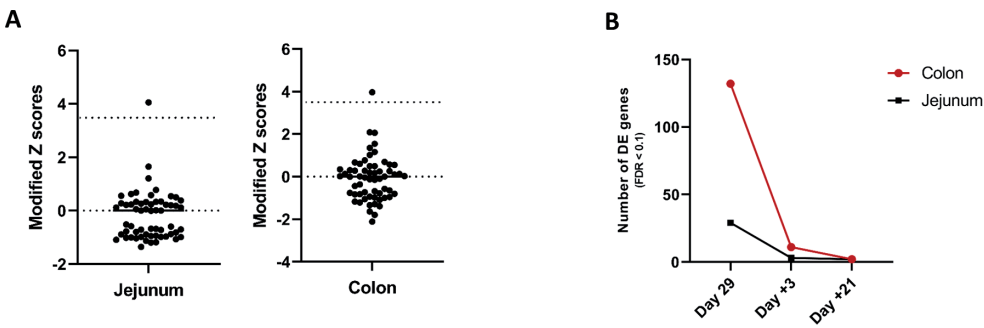 A
Modified Z scores
6
4
2
0
-2
Jejunum
Modified Z scores
6
4
2
0
-2
-4
Colon
B
Number of DE genes
(FDR < 0.1)
150
100
50
0
Day 29
Day +3
Day +21
Colon
Jejunum